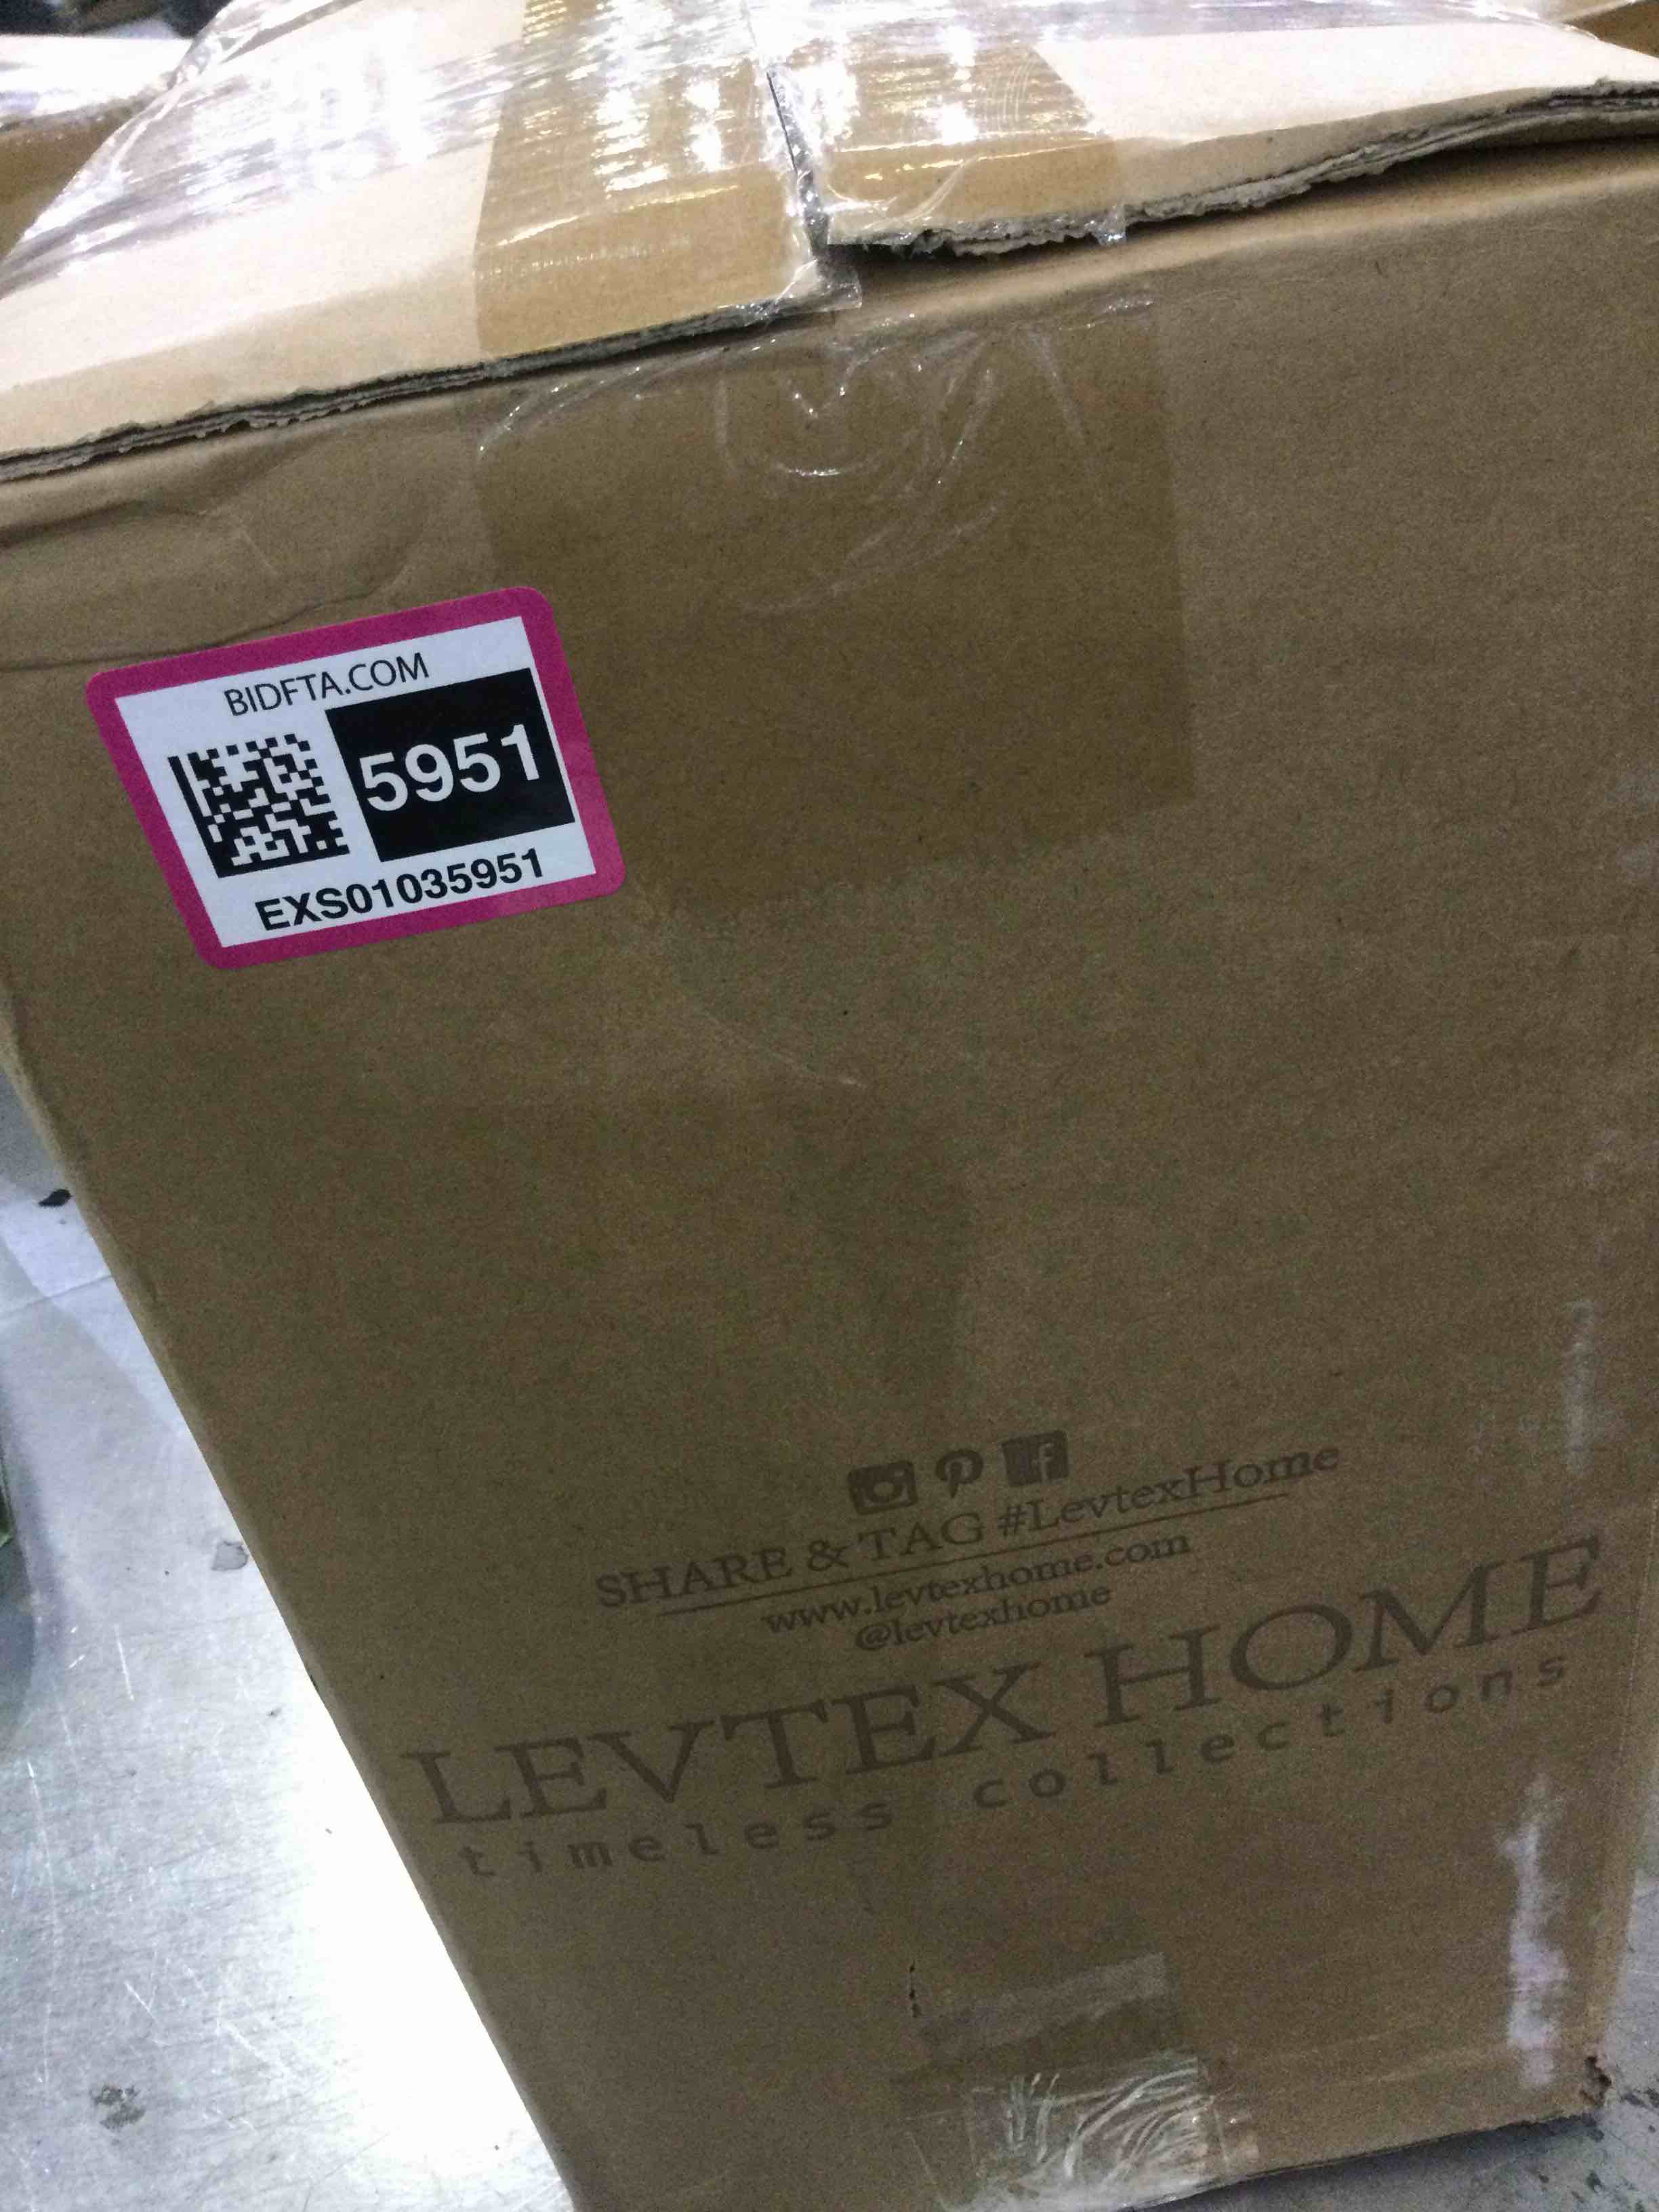 BIDFTA.COM
5951
EXS01035951
SHARE & TAG #LevtexHome
www.levtexhome.com
@levtexhome
LEVTEX HOME
timeless collections